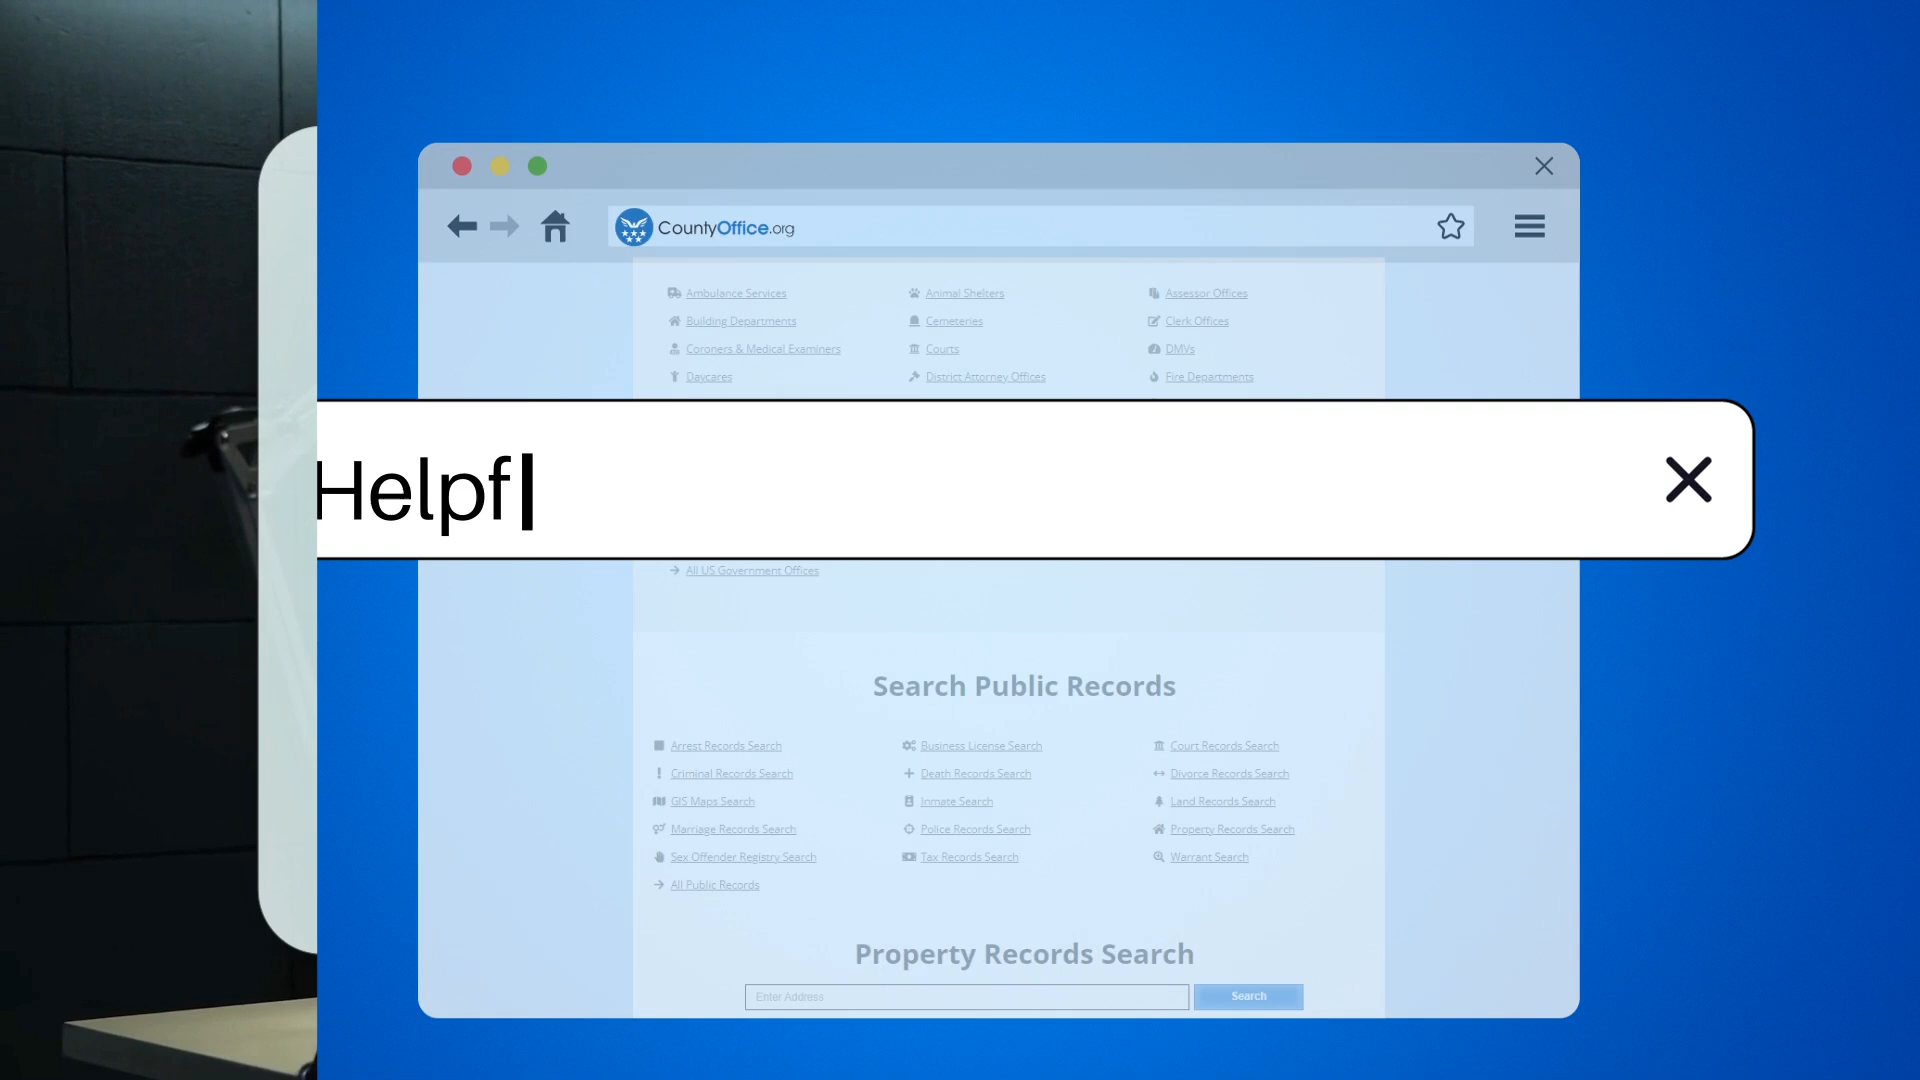 CountyOffice.org
Ambulance Services Animal Shelters Assessor Offices
Building Departments Cemeteries Clerk Offices
Coroners & Medical Examiners Courts DMVs
Daycares District Attorney Offices Fire Departments
Helpf
All US Government Offices
Search Public Records
Arrest Records Search Business License Search Court Records Search
Criminal Records Search Death Records Search Divorce Records Search
GIS Maps Search Inmate Search Land Records Search
Marriage Records Search Police Records Search Property Records Search
Sex Offender Registry Search Tax Records Search Warrant Search
All Public Records
Property Records Search
Enter Address Search